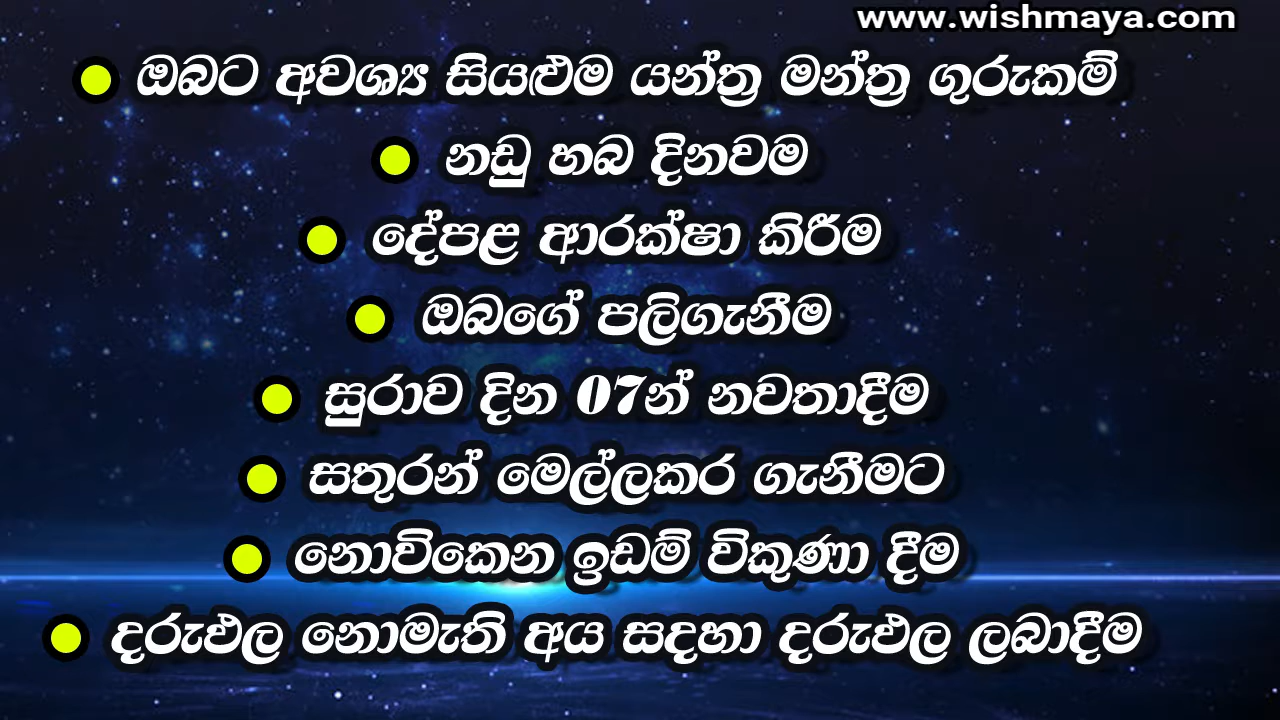 www.wishmaya.com
ඔබට අවශ්‍ය සියළුම යන්ත්‍ර මන්ත්‍ර ගුරුකම්
නඩු හබ දිනවම
දේපළ ආරක්ෂා කිරීම
ඔබගේ පලිගැනීම
සුරාව දින 07න් නවතාදීම
සතුරන් මෙල්ලකර ගැනීමට
නොවිකෙන ඉඩම් විකුණා දීම
දරුඵල නොමැති අය සදහා දරුඵල ලබාදීම